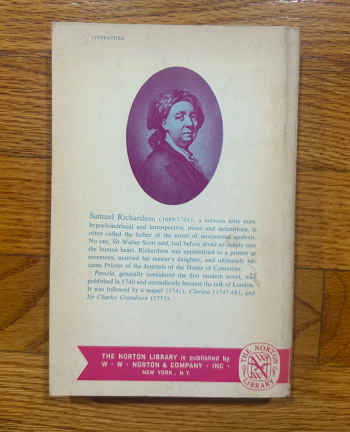 LITERATURE
Samuel Richardson (1689-1761), a nervous little man,
hypochondriacal and introspective, pious and sententious, is
often called the father of the novel of sentimental analysis.
No one, Sir Walter Scott said, had before dived so deeply into
the human heart. Richardson was apprenticed to a printer at
seventeen, married his master's daughter, and ultimately be-
came Printer of the Journals of the House of Commons.
Pamela, generally considered the first modern novel, was
published in 1740 and immediately became the talk of London.
It was followed by a sequel (1741), Clarissa (1747-48), and
Sir Charles Grandison (1753).
THE NORTON LIBRARY is published by
W · W · NORTON & COMPANY · INC ·
NEW YORK, N.Y.
THE NORTON
LIBRARY